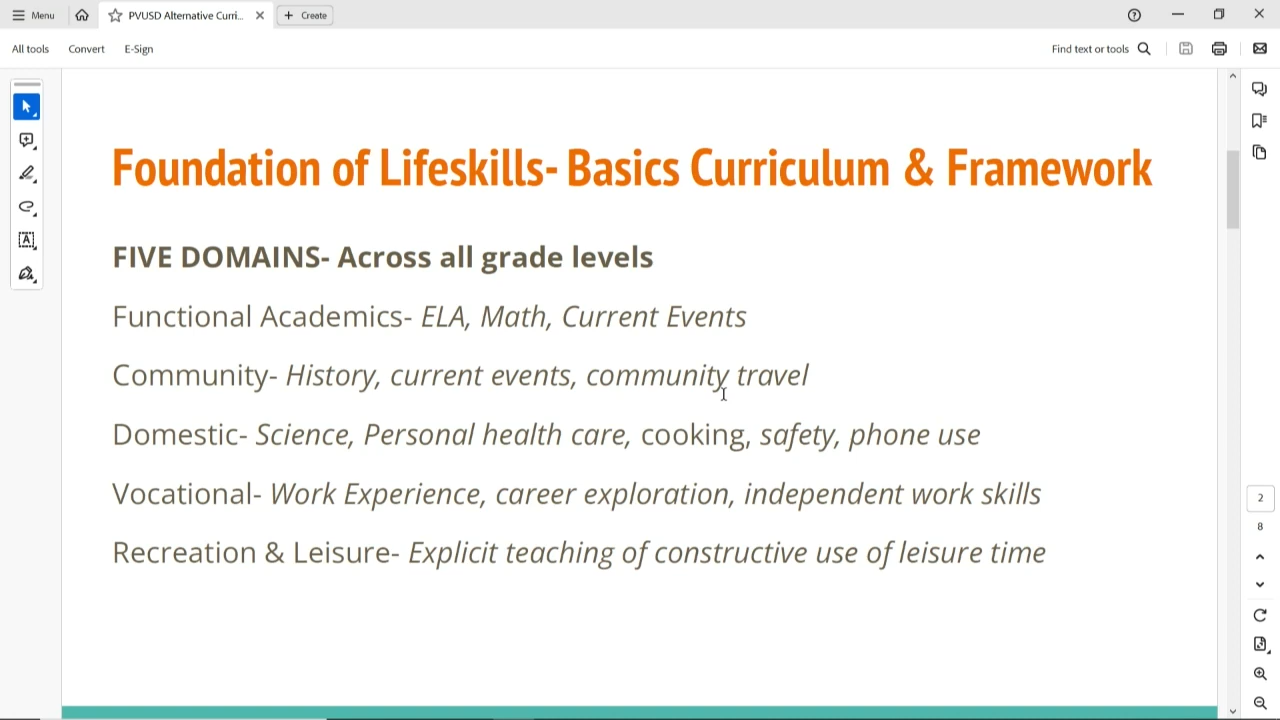 Menu
PVUSD Alternative Curri...
Create
All tools
Convert
E-Sign
Find text or tools
Foundation of Lifeskills- Basics Curriculum & Framework
FIVE DOMAINS- Across all grade levels
Functional Academics- ELA, Math, Current Events
Community- History, current events, community travel
Domestic- Science, Personal health care, cooking, safety, phone use
Vocational- Work Experience, career exploration, independent work skills
Recreation & Leisure- Explicit teaching of constructive use of leisure time
2
8